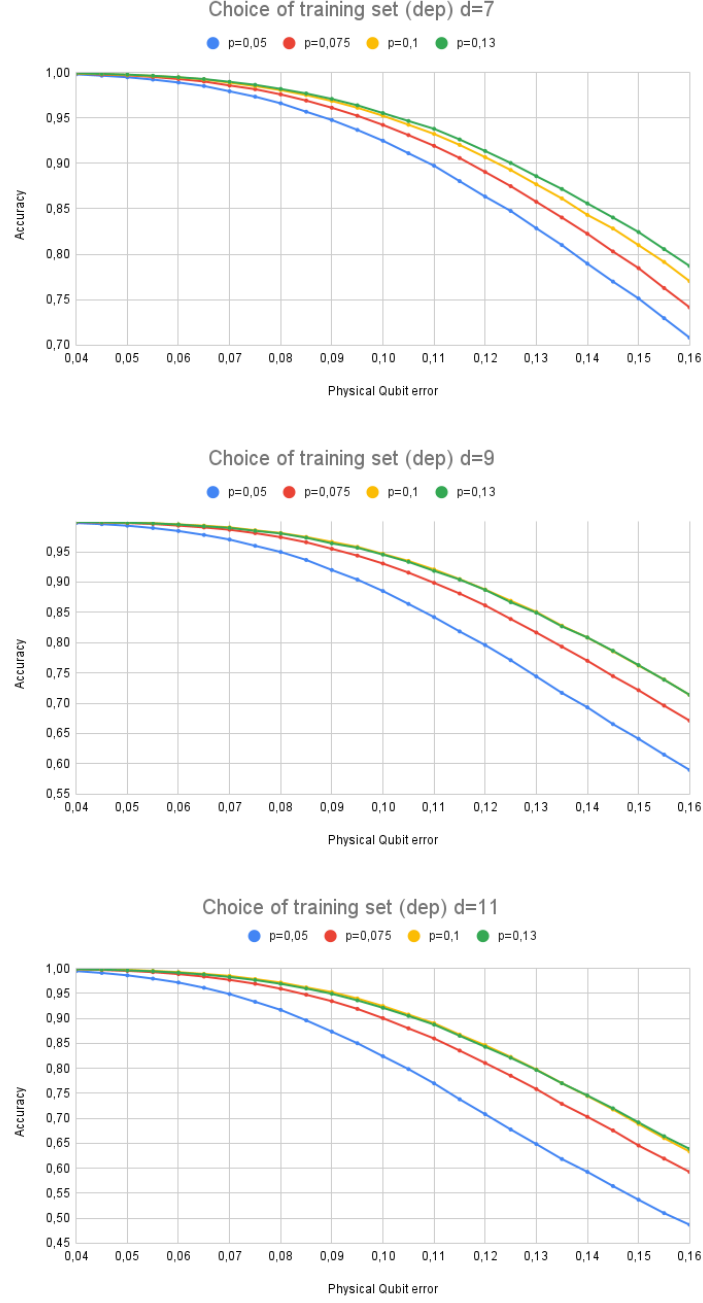 Choice of training set (dep) d=7
p=0,05 p=0,075 p=0,1 p=0,13
1,00
0,95
0,90
0,85
0,80
0,75
0,70
Accuracy
0,04 0,05 0,06 0,07 0,08 0,09 0,10 0,11 0,12 0,13 0,14 0,15 0,16
Physical Qubit error
Choice of training set (dep) d=9
p=0,05 p=0,075 p=0,1 p=0,13
0,95
0,90
0,85
0,80
0,75
0,70
0,65
0,60
0,55
Accuracy
0,04 0,05 0,06 0,07 0,08 0,09 0,10 0,11 0,12 0,13 0,14 0,15 0,16
Physical Qubit error
Choice of training set (dep) d=11
p=0,05 p=0,075 p=0,1 p=0,13
1,00
0,95
0,90
0,85
0,80
0,75
0,70
0,65
0,60
0,55
0,50
0,45
Accuracy
0,04 0,05 0,06 0,07 0,08 0,09 0,10 0,11 0,12 0,13 0,14 0,15 0,16
Physical Qubit error